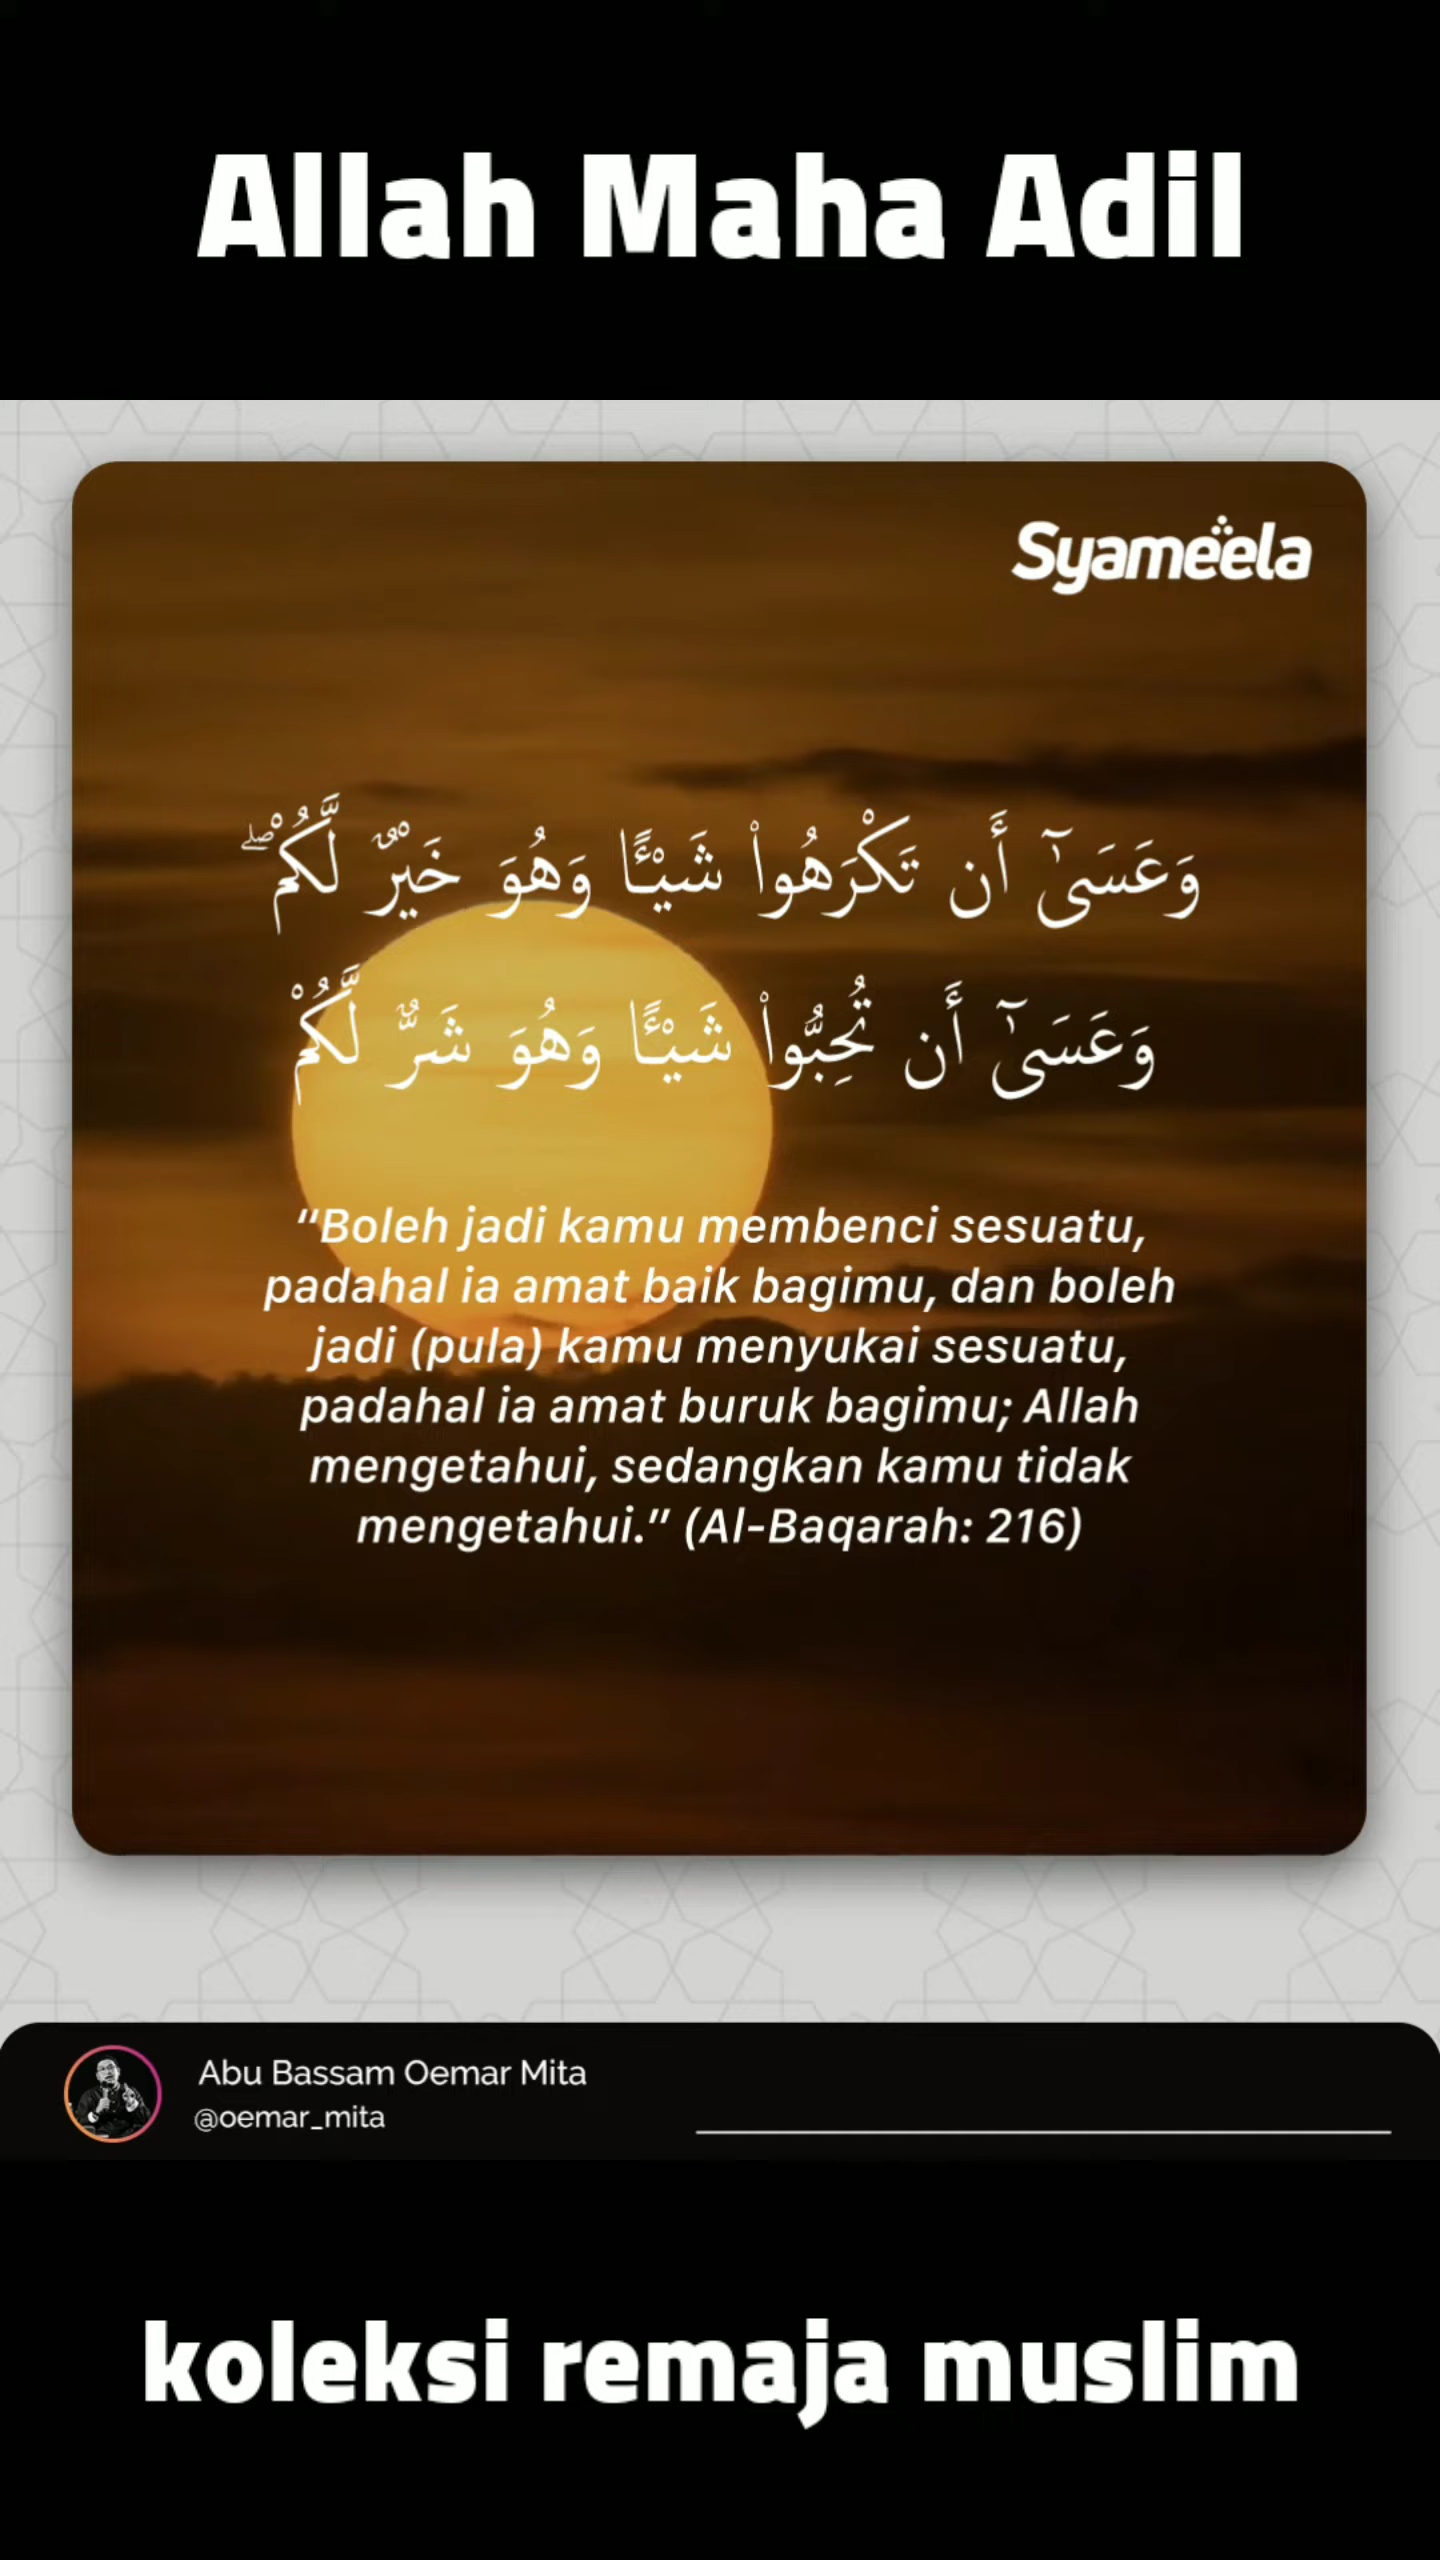 Allah Maha Adil
Syameela
وَعَسَىٰٓ أَن تَكْرَهُوا۟ شَيْـًٔا وَهُوَ خَيْرٌ لَّكُمْ ۖ
وَعَسَىٰٓ أَن تُحِبُّوا۟ شَيْـًٔا وَهُوَ شَرٌّ لَّكُمْ
“Boleh jadi kamu membenci sesuatu,
padahal ia amat baik bagimu, dan boleh
jadi (pula) kamu menyukai sesuatu,
padahal ia amat buruk bagimu; Allah
mengetahui, sedangkan kamu tidak
mengetahui.” (Al-Baqarah: 216)
Abu Bassam Oemar Mita
@oemar_mita
koleksi remaja muslim